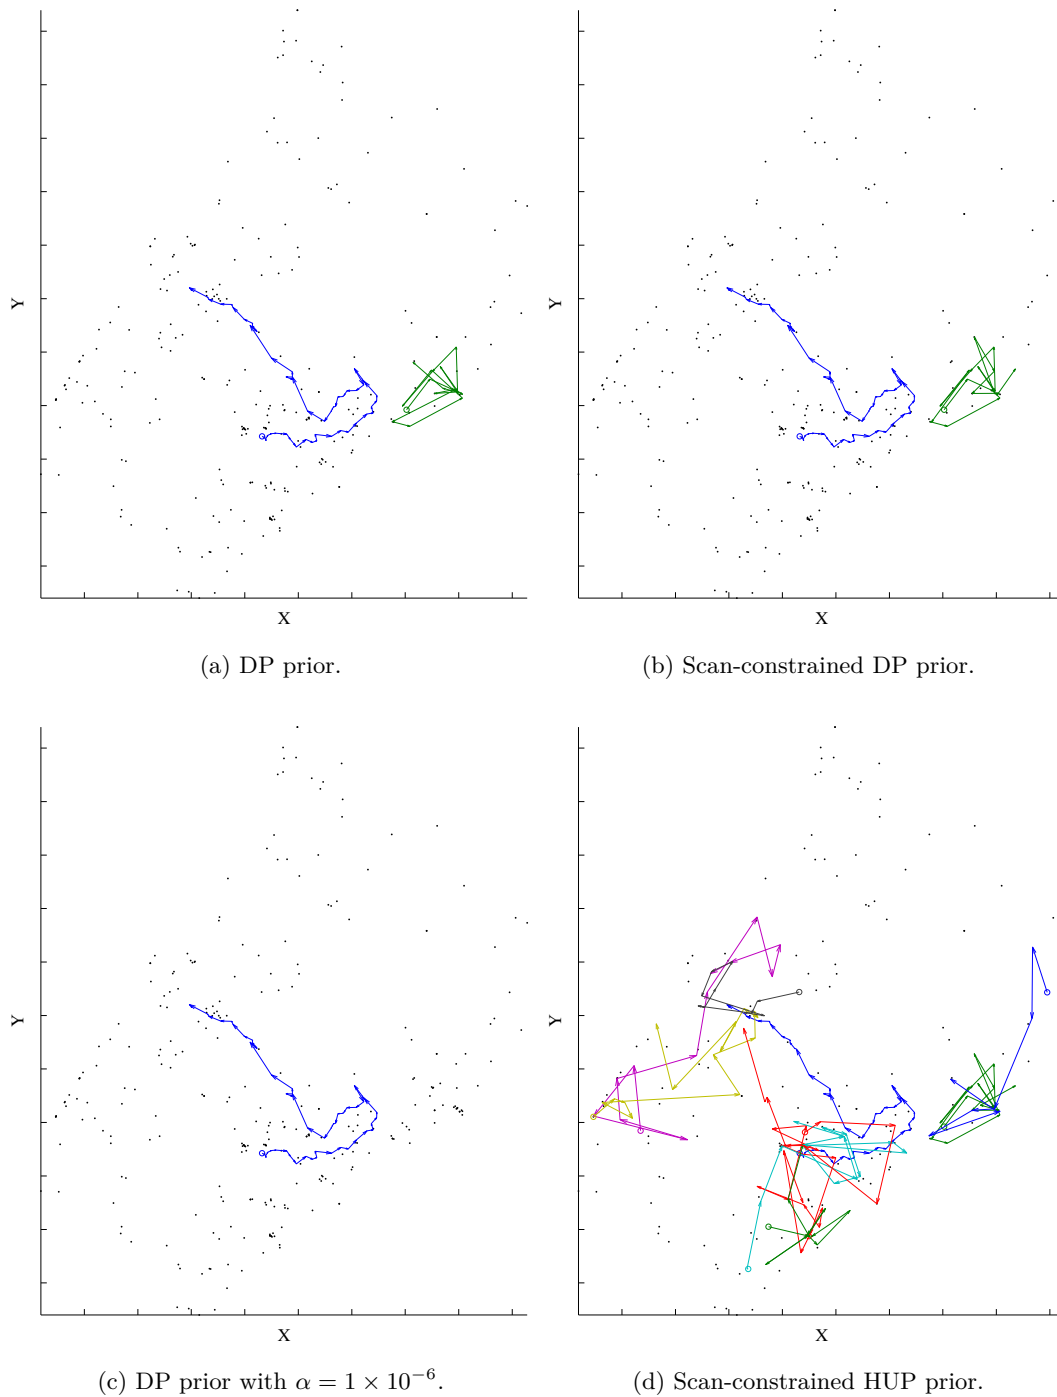 Y
Y
X
X
(a) DP prior.
(b) Scan-constrained DP prior.
Y
Y
X
X
(c) DP prior with α = 1 × 10⁻⁶.
(d) Scan-constrained HUP prior.